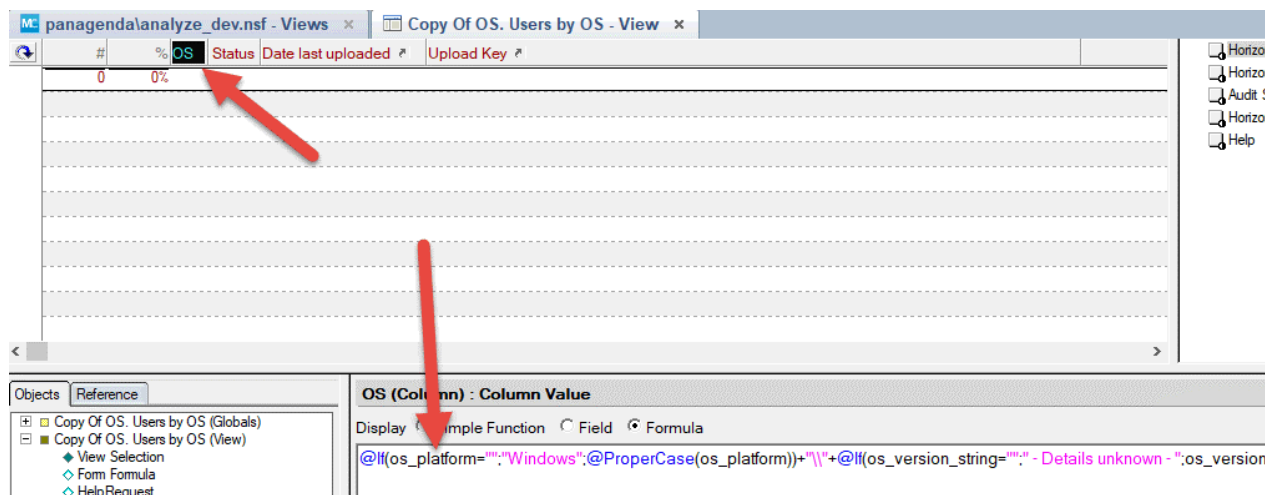 panagenda\analyze_dev.nsf - Views × Copy Of OS. Users by OS - View ×
# % OS Status Date last uploaded Upload Key
0 0%
Horizo
Horizo
Audit S
Horizo
Help
Objects Reference
Copy Of OS. Users by OS (Globals)
Copy Of OS. Users by OS (View)
View Selection
Form Formula
HelpRequest
OS (Column) : Column Value
Display Simple Function Field Formula
@If(os_platform="";"Windows";@ProperCase(os_platform))+"\\"+@If(os_version_string="";" - Details unknown - ";os_version